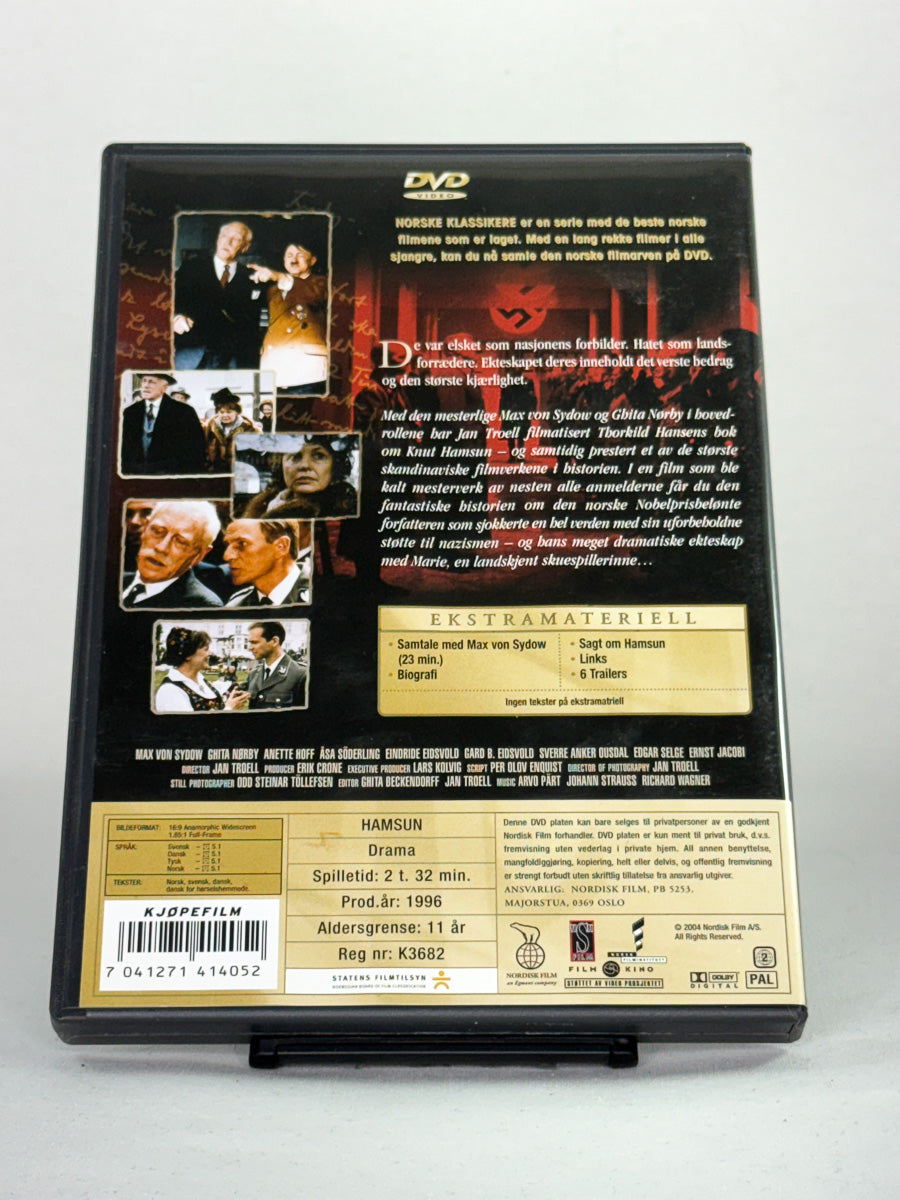 DVD
VIDEO
NORSKE KLASSIKERE er en serie med de beste norske
filmene som er laget. Med en lang rekke filmer i alle
sjangre, kan du nå samle den norske filmarven på DVD.
De var elsket som nasjonens forbilder. Hatet som lands-
forrædere. Ekteskapet deres inneholdt det verste bedrag
og den største kjærlighet.
Med den mesterlige Max von Sydow og Ghita Nørby i hoved-
rollene har Jan Troell filmatisert Thorkild Hansens bok
om Knut Hamsun – og samtidig prestert et av de største
skandinaviske filmverkene i historien. I en film som ble
kalt mesterverk av nesten alle anmelderne får du den
fantastiske historien om den norske Nobelprisbelønte
forfatteren som sjokkerte en hel verden med sin uforbeholdne
støtte til nazismen – og hans meget dramatiske ekteskap
med Marie, en landskjent skuespillerinne...
EKSTRAMATERIELL
• Samtale med Max von Sydow
(23 min.)
• Biografi
• Sagt om Hamsun
• Links
• 6 Trailers
Ingen tekster på ekstramatriell
MAX VON SYDOW GHITA NØRBY ANETTE HOFF ÅSA SÖDERLING EINDRIDE EIDSVOLD GARD B. EIDSVOLD SVERRE ANKER OUSDAL EDGAR SELGE ERNST JACOBI
DIRECTOR JAN TROELL PRODUCER ERIK CRONE EXECUTIVE PRODUCER LARS KOLVIG SCRIPT PER OLOV ENQUIST DIRECTOR OF PHOTOGRAPHY JAN TROELL
STILL PHOTOGRAPHER ODD STEINAR TÖLLEFSEN EDITOR GHITA BECKENDORFF JAN TROELL MUSIC ARVO PÄRT JOHANN STRAUSS RICHARD WAGNER
BILDEFORMAT: 16:9 Anamorphic Widescreen
1.85:1 Full-Frame
SPRÅK: Svensk – 5.1
Dansk – 5.1
Tysk – 5.1
Norsk – 5.1
TEKSTER: Norsk, svensk, dansk,
dansk for hørselshemmede.
KJØPEFILM
7 041271 414052
HAMSUN
Drama
Spilletid: 2 t. 32 min.
Prod.år: 1996
Aldersgrense: 11 år
Reg nr: K3682
STATENS FILMTILSYN
NORWEGIAN BOARD OF FILM CLASSIFICATION
Denne DVD platen kan bare selges til privatpersoner av en godkjent
Nordisk Film forhandler. DVD platen er kun ment til privat bruk, d.v.s.
fremvisning uten vederlag i private hjem. All annen benyttelse,
mangfoldiggjøring, kopiering, helt eller delvis, og offentlig fremvisning
er strengt forbudt uten skriftlig tillatelse fra ansvarlig utgiver.
ANSVARLIG: NORDISK FILM, PB 5253,
MAJORSTUA, 0369 OSLO
NORDISK FILM
an Egmont company
FILM
NORSK
FILMINSTITUTT
FILM KINO
STØTTET AV VIDEO PROSJEKTET
© 2004 Nordisk Film A/S.
All Rights Reserved.
DOLBY
DIGITAL
2
PAL